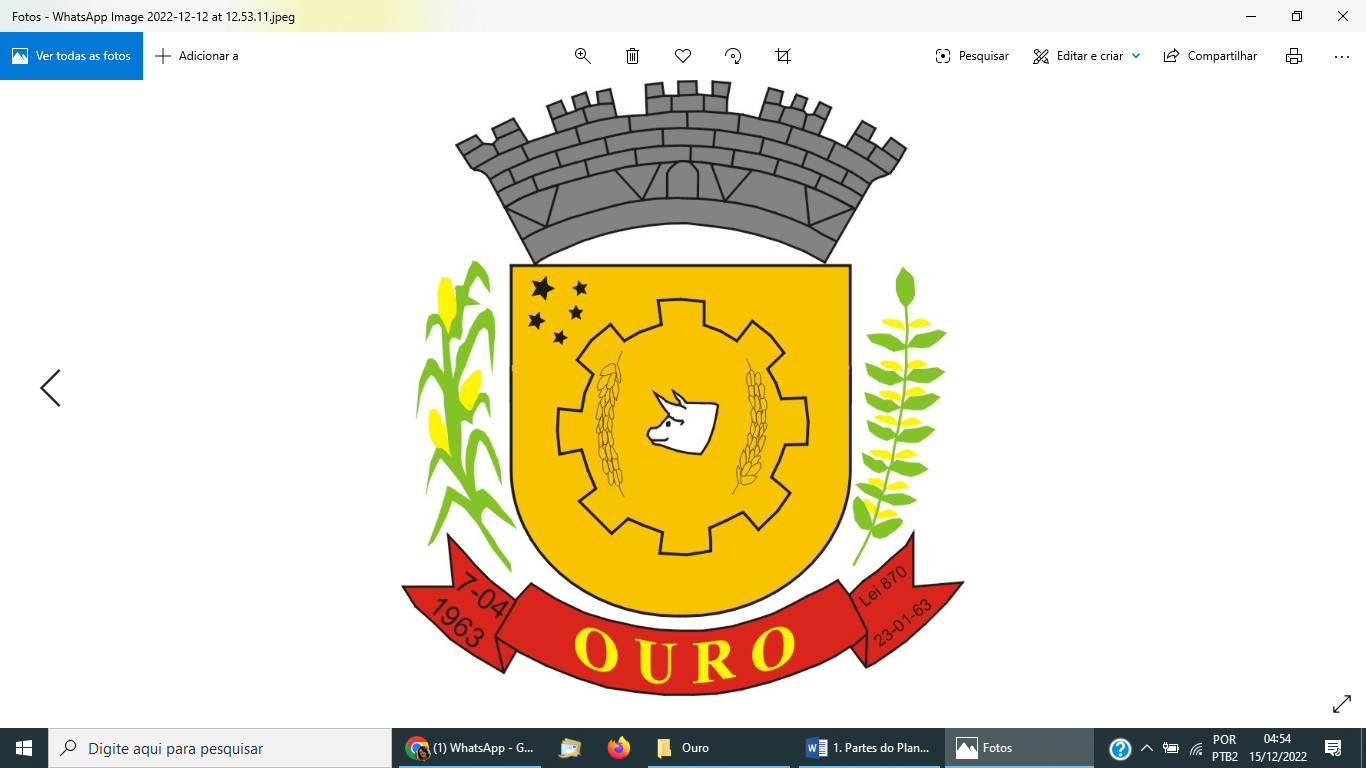 Fotos - WhatsApp Image 2022-12-12 at 12.53.11.jpeg
Ver todas as fotos
Adicionar a
Pesquisar
Editar e criar
Compartilhar
7-04
1963
OURO
Lei 870
23-01-63
Digite aqui para pesquisar
(1) WhatsApp - G...
Ouro
1. Partes do Plan...
Fotos
POR
PTB2
04:54
15/12/2022